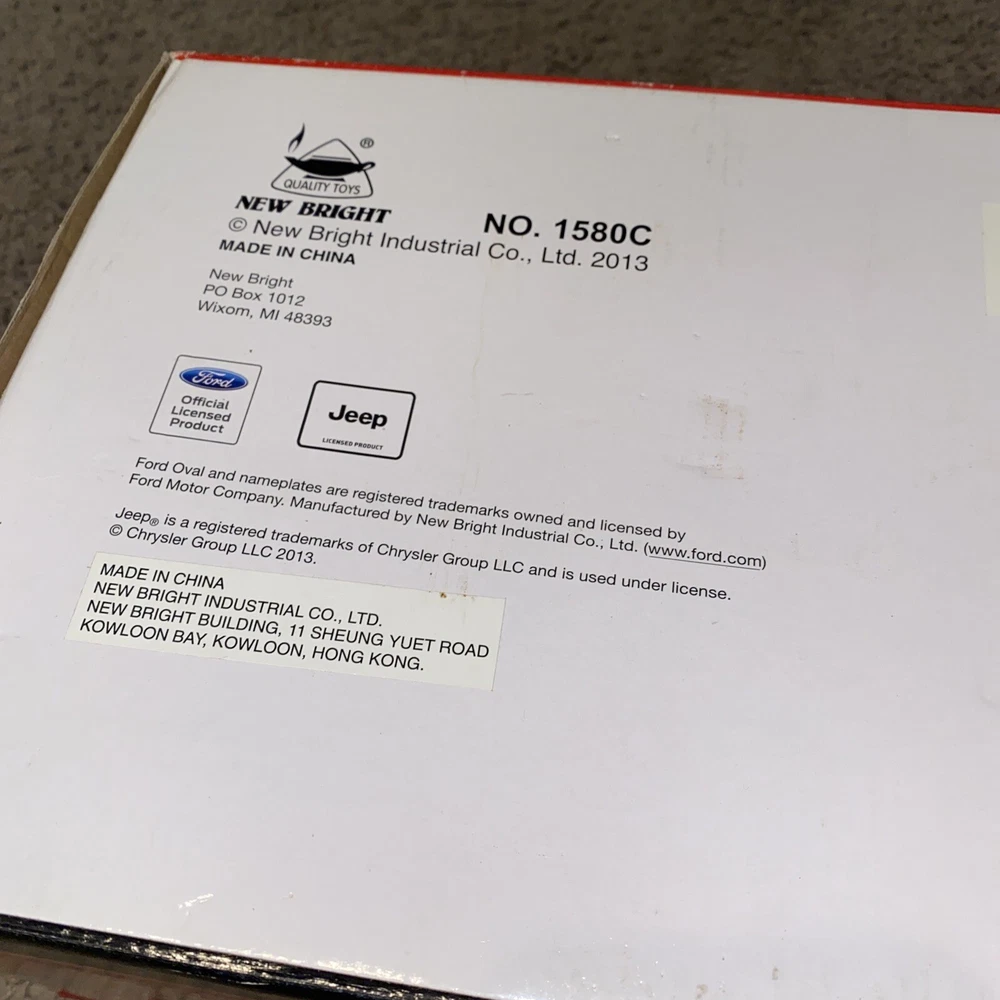 ®
QUALITY TOYS
NEW BRIGHT
NO. 1580C
© New Bright Industrial Co., Ltd. 2013
MADE IN CHINA
New Bright
PO Box 1012
Wixom, MI 48393
Ford
Official
Licensed
Product
Jeep
LICENSED PRODUCT
Ford Oval and nameplates are registered trademarks owned and licensed by
Ford Motor Company. Manufactured by New Bright Industrial Co., Ltd. (www.ford.com)
Jeep® is a registered trademarks of Chrysler Group LLC and is used under license.
© Chrysler Group LLC 2013.
MADE IN CHINA
NEW BRIGHT INDUSTRIAL CO., LTD.
NEW BRIGHT BUILDING, 11 SHEUNG YUET ROAD
KOWLOON BAY, KOWLOON, HONG KONG.